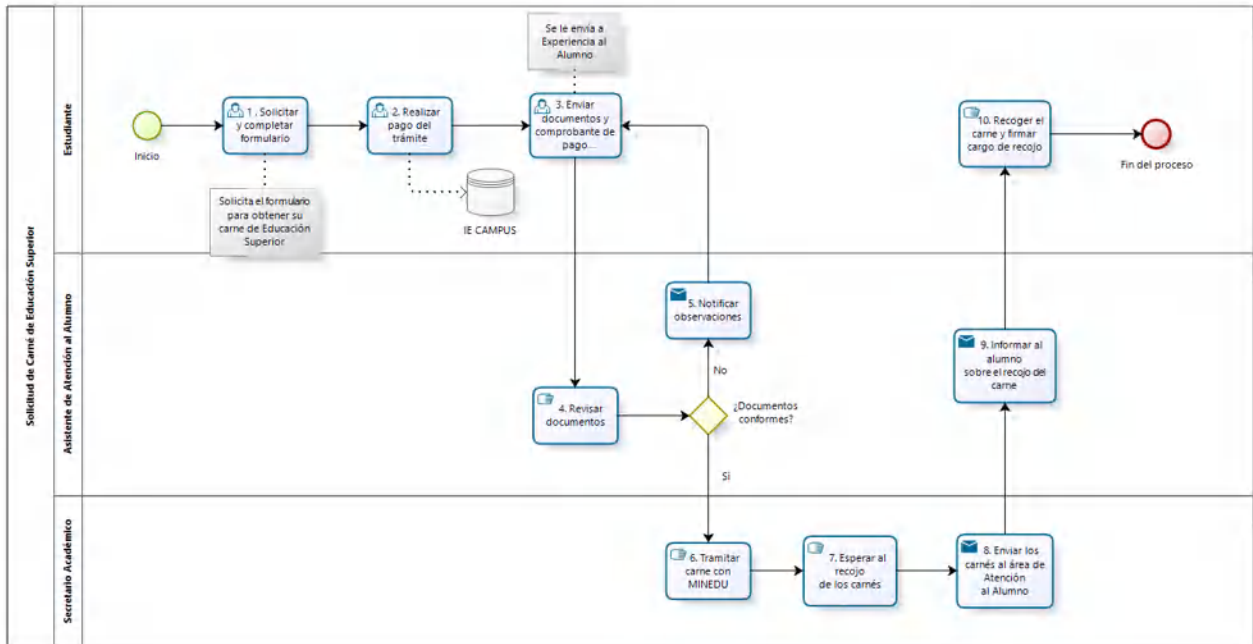 Solicitud de Carné de Educación Superior
Estudiante
Inicio
1 . Solicitar
y completar
formulario
Solicita el formulario
para obtener su
carne de Educación
Superior
2. Realizar
pago del
trámite
IE CAMPUS
Se le envía a
Experiencia al
Alumno
3. Enviar
documentos y
comprobante de
pago...
10. Recoger el
carne y firmar
cargo de recojo
Fin del proceso
Asistente de Atención al Alumno
4. Revisar
documentos
5. Notificar
observaciones
No
¿Documentos
conformes?
Si
9. Informar al
alumno
sobre el recojo del
carne
Secretario Académico
6. Tramitar
carne con
MINEDU
7. Esperar al
recojo
de los carnés
8. Enviar los
carnés al área de
Atención
al Alumno